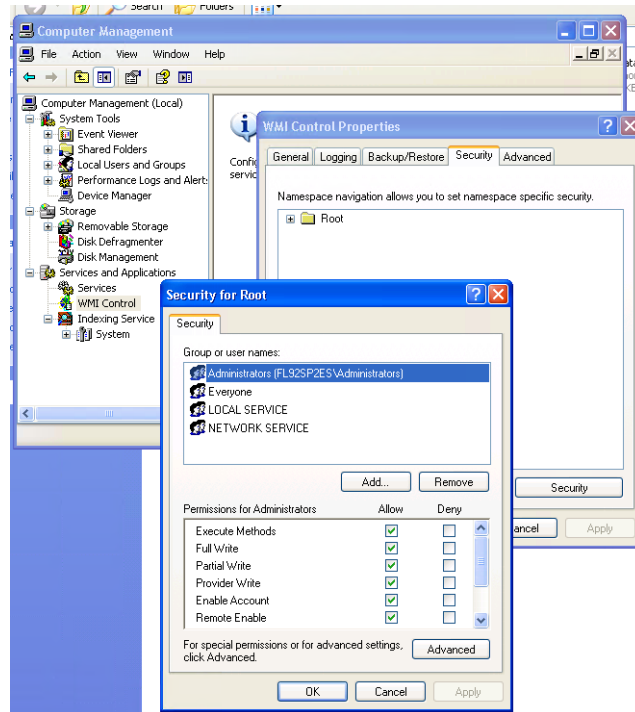 Search
Folders
Computer Management
File Action View Window Help
Computer Management (Local)
System Tools
Event Viewer
Shared Folders
Local Users and Groups
Performance Logs and Alert
Device Manager
Storage
Removable Storage
Disk Defragmenter
Disk Management
Services and Applications
Services
WMI Control
Indexing Service
System
Config
servic
WMI Control Properties
General Logging Backup/Restore Security Advanced
Namespace navigation allows you to set namespace specific security.
Root
Security
ancel Apply
Security for Root
Security
Group or user names:
Administrators (FL92SP2ES\Administrators)
Everyone
LOCAL SERVICE
NETWORK SERVICE
Add... Remove
Permissions for Administrators Allow Deny
Execute Methods
Full Write
Partial Write
Provider Write
Enable Account
Remote Enable
For special permissions or for advanced settings,
click Advanced.
Advanced
OK Cancel Apply